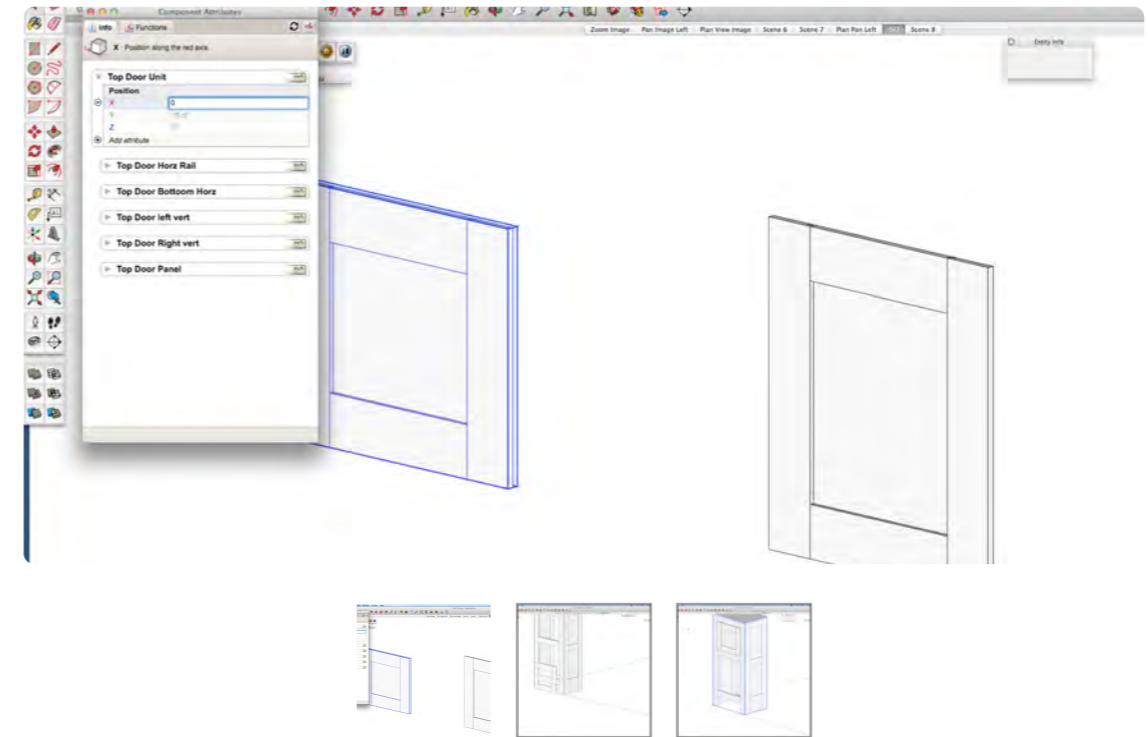 Component Attributes
Info
Functions
X Position along the red axis.
Top Door Unit
Position
X
0
Y
Z
Add attribute
Top Door Horz Rail
Top Door Bottoom Horz
Top Door left vert
Top Door Right vert
Top Door Panel
Zoom Image
Pan Image Left
Plan View Image
Scene 6
Scene 7
Plan Pan Left
Scene 8
Entity Info